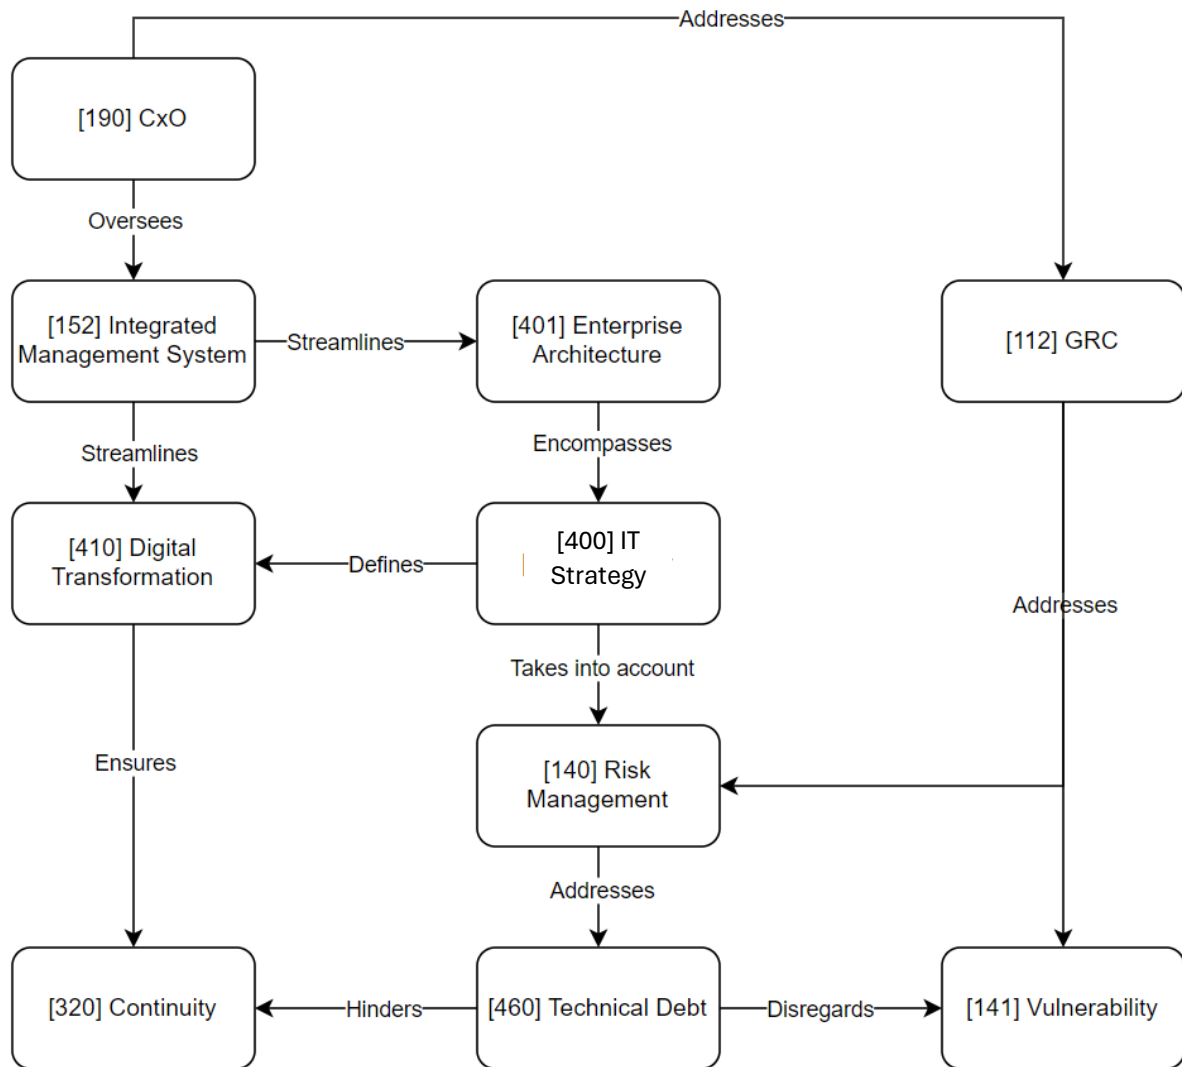 Addresses
[190] CxO
Oversees
[152] Integrated
Management System
Streamlines
[401] Enterprise
Architecture
[112] GRC
Streamlines
Encompasses
[410] Digital
Transformation
Defines
[400] IT
Strategy
Addresses
Takes into account
Ensures
[140] Risk
Management
Addresses
[320] Continuity
Hinders
[460] Technical Debt
Disregards
[141] Vulnerability